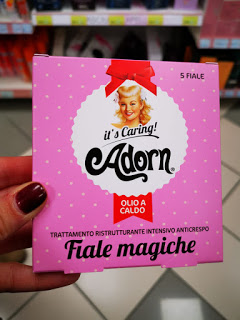 5 FIALE
it's Caring!
Adorn®
OLIO A
CALDO
TRATTAMENTO RISTRUTTURANTE INTENSIVO ANTICRESPO
Fiale magiche